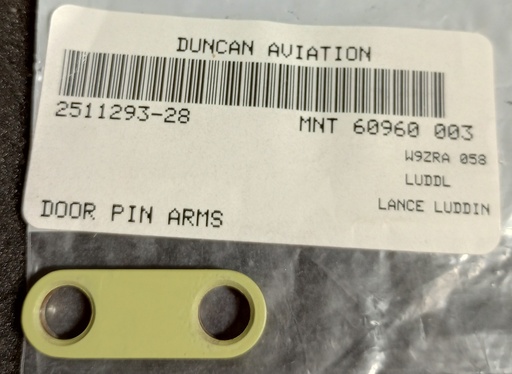 DUNCAN AVIATION
2511293-28
MNT 60960 003
W9ZRA 058
LUDDL
DOOR PIN ARMS
LANCE LUDDIN